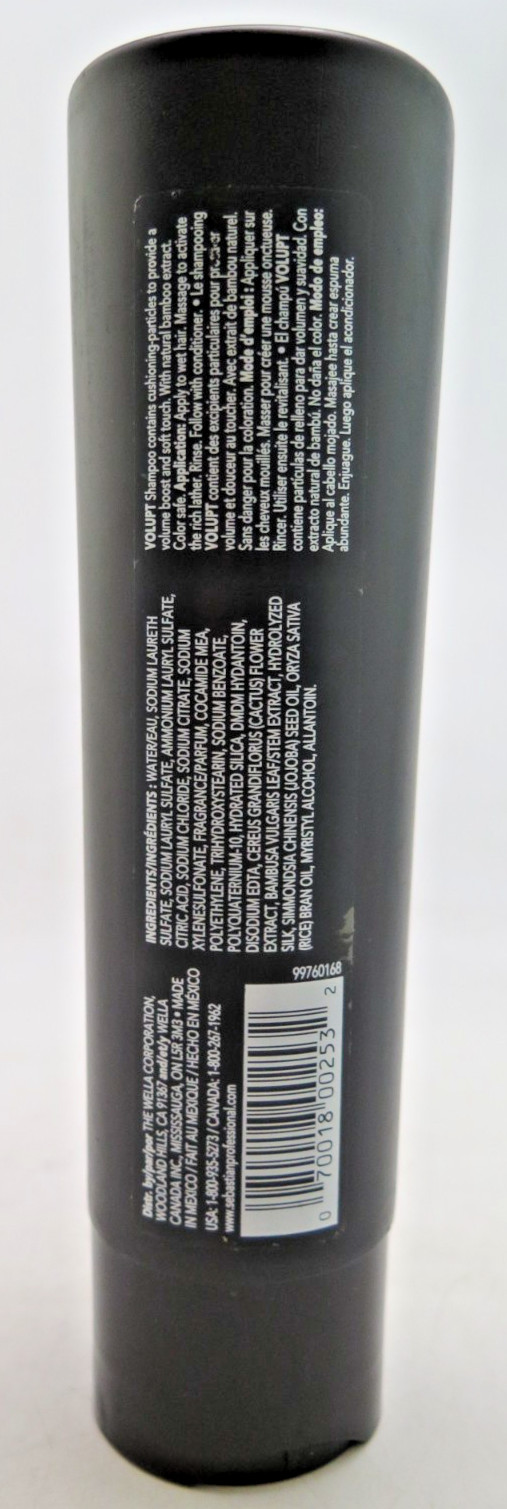 VOLUPT Shampoo contains cushioning-particles to provide a
volume boost and soft touch. With natural bamboo extract.
Color safe. Application: Apply to wet hair. Massage to activate
the rich lather. Rinse. Follow with conditioner. • Le shampooing
VOLUPT contient des excipients particulaires pour
volume et douceur au toucher. Avec extrait de bambou naturel.
Sans danger pour la coloration. Mode d'emploi : Appliquer sur
les cheveux mouillés. Masser pour créer une mousse onctueuse.
Rincer. Utiliser ensuite le revitalisant. • El champú VOLUPT
contiene partículas de relleno para dar volumen y suavidad. Con
extracto natural de bambú. No daña el color. Modo de empleo:
Aplique al cabello mojado. Masajee hasta crear espuma
abundante. Enjuague. Luego aplique el acondicionador.
INGREDIENTS/INGRÉDIENTS : WATER/EAU, SODIUM LAURETH
SULFATE, SODIUM LAURYL SULFATE, AMMONIUM LAURYL SULFATE,
CITRIC ACID, SODIUM CHLORIDE, SODIUM CITRATE, SODIUM
XYLENESULFONATE, FRAGRANCE/PARFUM, COCAMIDE MEA,
POLYETHYLENE, TRIHYDROXYSTEARIN, SODIUM BENZOATE,
POLYQUATERNIUM-10, HYDRATED SILICA, DMDM HYDANTOIN,
DISODIUM EDTA, CEREUS GRANDIFLORUS (CACTUS) FLOWER
EXTRACT, BAMBUSA VULGARIS LEAF/STEM EXTRACT, HYDROLYZED
SILK, SIMMONDSIA CHINENSIS (JOJOBA) SEED OIL, ORYZA SATIVA
(RICE) BRAN OIL, MYRISTYL ALCOHOL, ALLANTOIN.
Distr. by/par/por THE WELLA CORPORATION,
WOODLAND HILLS, CA 91367 and/et/y WELLA
CANADA INC., MISSISSAUGA, ON L5R 3M3 • MADE
IN MEXICO / FAIT AU MEXIQUE / HECHO EN MÉXICO
USA: 1-800-935-5273 / CANADA: 1-800-267-1962
www.sebastianprofessional.com
99760168
0 70018 00253 2